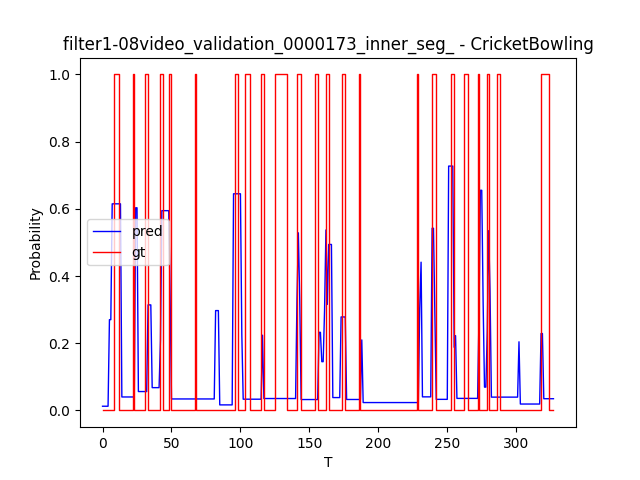 filter1-08video_validation_0000173_inner_seg_ - CricketBowling
1.0
0.8
0.6
0.4
0.2
0.0
Probability
pred
gt
0 50 100 150 200 250 300
T